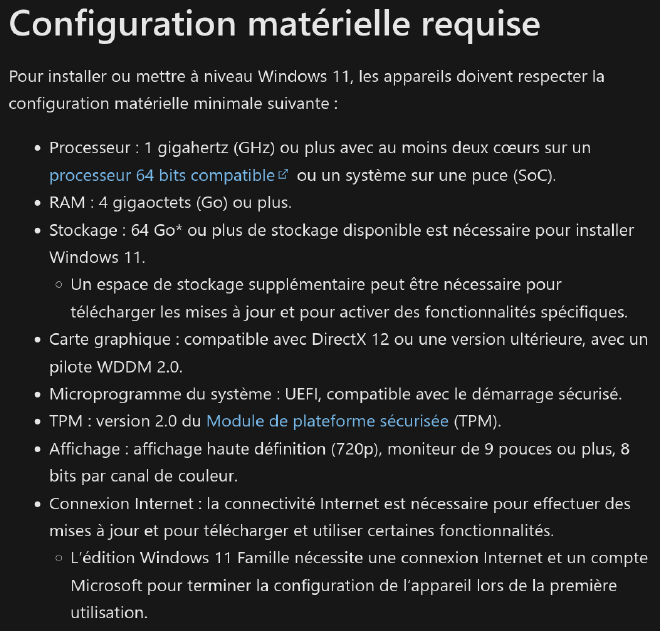 Configuration matérielle requise
Pour installer ou mettre à niveau Windows 11, les appareils doivent respecter la
configuration matérielle minimale suivante :
• Processeur : 1 gigahertz (GHz) ou plus avec au moins deux cœurs sur un
processeur 64 bits compatible ou un système sur une puce (SoC).
• RAM : 4 gigaoctets (Go) ou plus.
• Stockage : 64 Go* ou plus de stockage disponible est nécessaire pour installer
Windows 11.
◦ Un espace de stockage supplémentaire peut être nécessaire pour
télécharger les mises à jour et pour activer des fonctionnalités spécifiques.
• Carte graphique : compatible avec DirectX 12 ou une version ultérieure, avec un
pilote WDDM 2.0.
• Microprogramme du système : UEFI, compatible avec le démarrage sécurisé.
• TPM : version 2.0 du Module de plateforme sécurisée (TPM).
• Affichage : affichage haute définition (720p), moniteur de 9 pouces ou plus, 8
bits par canal de couleur.
• Connexion Internet : la connectivité Internet est nécessaire pour effectuer des
mises à jour et pour télécharger et utiliser certaines fonctionnalités.
◦ L’édition Windows 11 Famille nécessite une connexion Internet et un compte
Microsoft pour terminer la configuration de l’appareil lors de la première
utilisation.